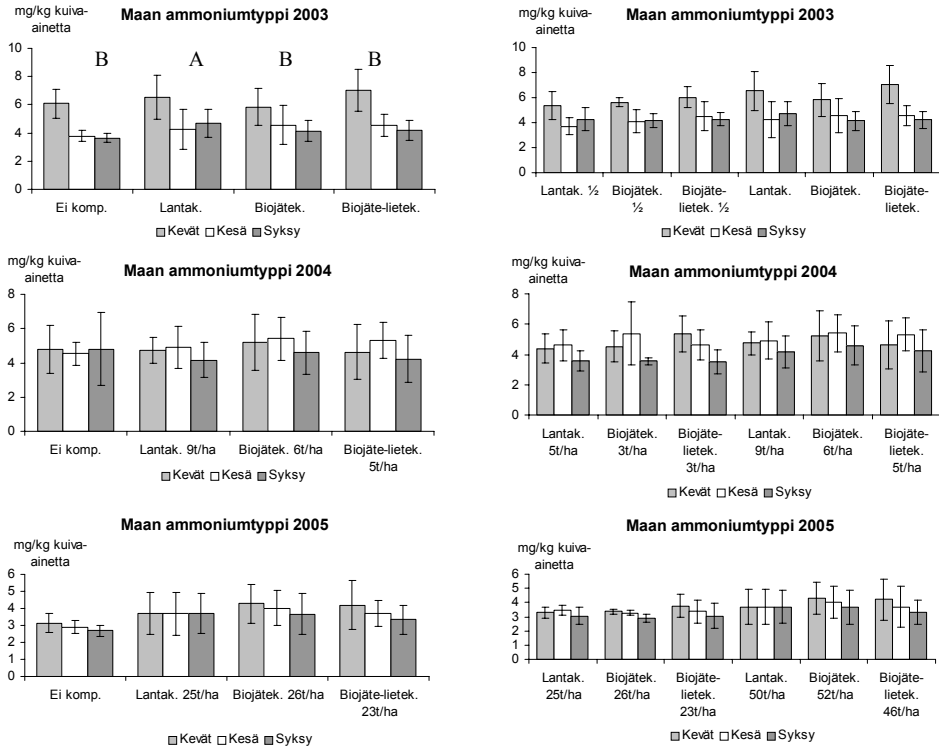 mg/kg kuiva-
ainetta
Maan ammoniumtyppi 2003
B A B B
10
8
6
4
2
0
Ei komp. Lantak. Biojätek. Biojäte-lietek.
Kevät Kesä Syksy
mg/kg kuiva-
ainetta
Maan ammoniumtyppi 2003
10
8
6
4
2
0
Lantak. ½ Biojätek. ½ Biojäte-lietek. ½ Lantak. Biojätek. Biojäte-lietek.
Kevät Kesä Syksy
mg/kg kuiva-
ainetta
Maan ammoniumtyppi 2004
8
6
4
2
0
Ei komp. Lantak. 9t/ha Biojätek. 6t/ha Biojäte-lietek. 5t/ha
Kevät Kesä Syksy
mg/kg kuiva-
ainetta
Maan ammoniumtyppi 2004
8
6
4
2
0
Lantak. 5t/ha Biojätek. 3t/ha Biojäte-lietek. 3t/ha Lantak. 9t/ha Biojätek. 6t/ha Biojäte-lietek. 5t/ha
Kevät Kesä Syksy
mg/kg kuiva-
ainetta
Maan ammoniumtyppi 2005
6
5
4
3
2
1
0
Ei komp. Lantak. 25t/ha Biojätek. 26t/ha Biojäte-lietek. 23t/ha
Kevät Kesä Syksy
mg/kg kuiva-
ainetta
Maan ammoniumtyppi 2005
6
5
4
3
2
1
0
Lantak. 25t/ha Biojätek. 26t/ha Biojäte-lietek. 23t/ha Lantak. 50t/ha Biojätek. 52t/ha Biojäte-lietek. 46t/ha
Kevät Kesä Syksy